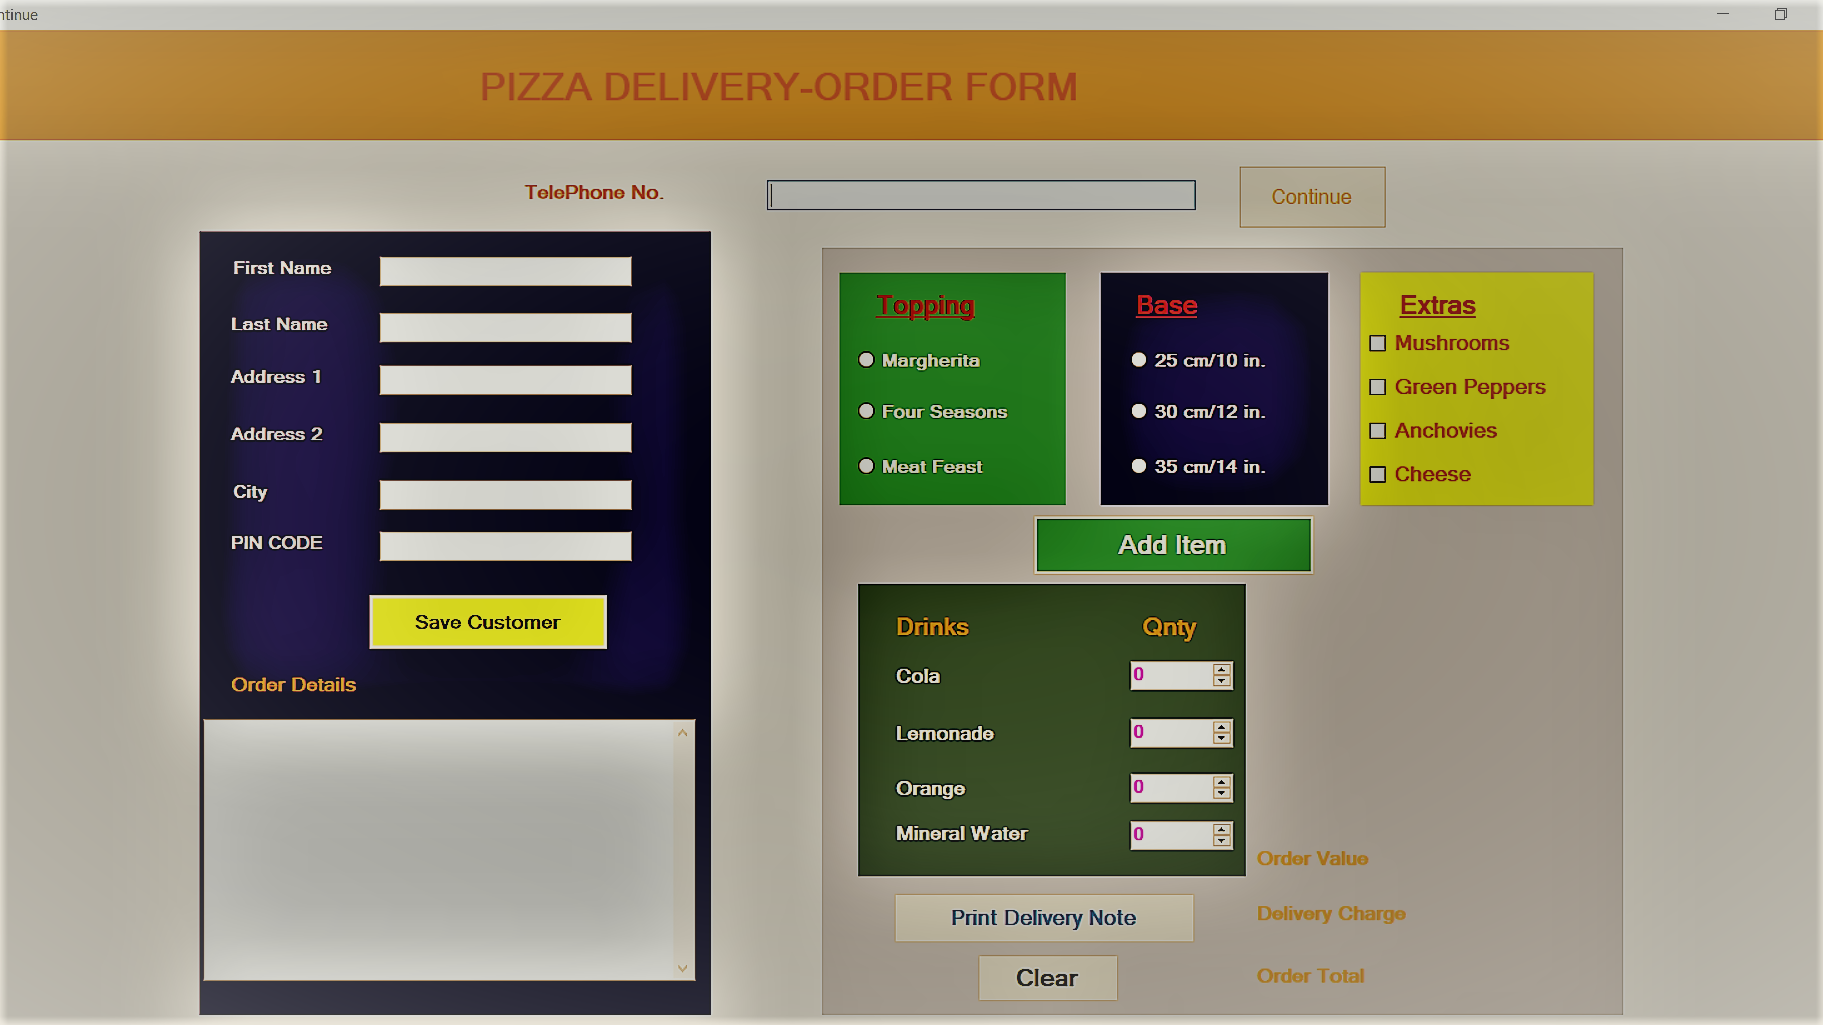 ntinue
PIZZA DELIVERY-ORDER FORM
TelePhone No.
Continue
First Name
Last Name
Address 1
Address 2
City
PIN CODE
Save Customer
Order Details
Topping
Margherita
Four Seasons
Meat Feast
Base
25 cm/10 in.
30 cm/12 in.
35 cm/14 in.
Extras
Mushrooms
Green Peppers
Anchovies
Cheese
Add Item
Drinks Qnty
Cola 0
Lemonade 0
Orange 0
Mineral Water 0
Order Value
Print Delivery Note
Delivery Charge
Clear
Order Total